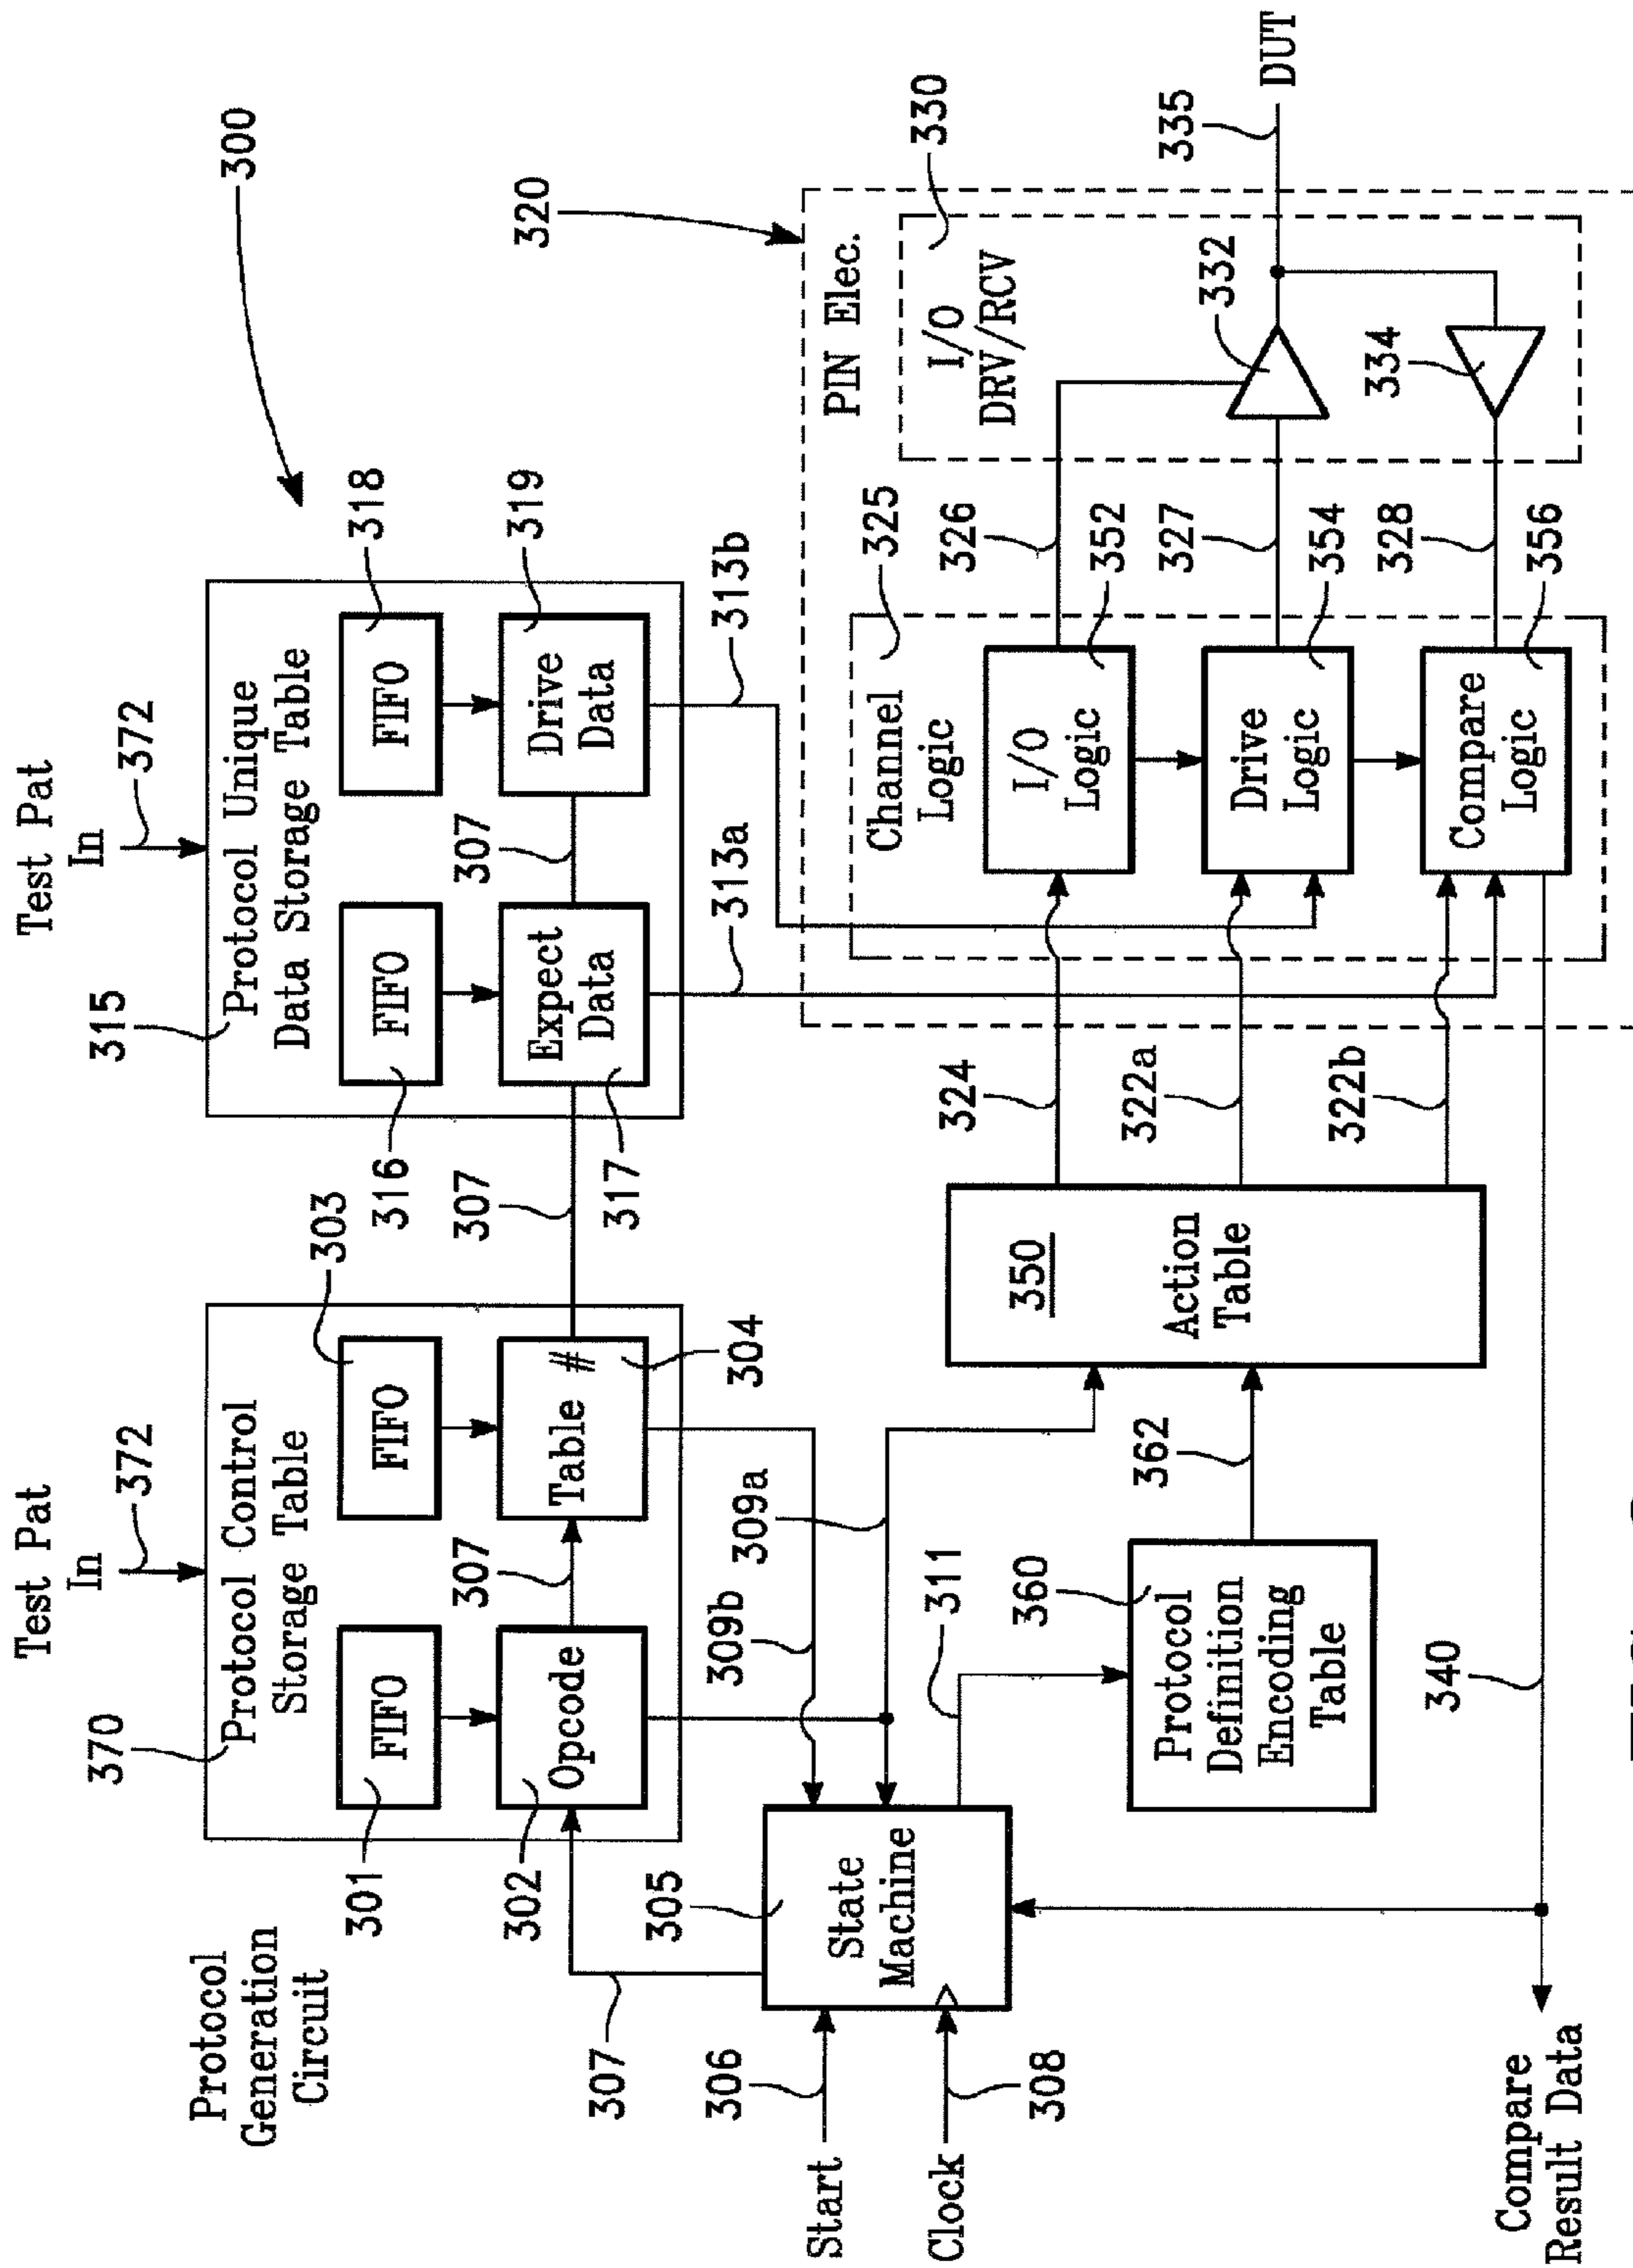 Protocol
Generation
Circuit
Test Pat
In
372
Test Pat
In
372
300
370
Protocol Control
Storage Table
315
Protocol Unique
Data Storage Table
301
FIFO
FIFO
303
316
FIFO
FIFO
318
302
Opcode
307
Table #
304
307
317
Expect
Data
307
Drive
Data
319
307
309b
309a
313a
313b
320
305
State
Machine
Start
306
Clock
308
311
360
Protocol
Definition
Encoding
Table
362
350
Action
Table
324
322a
322b
PIN Elec.
Channel
Logic
325
I/O
Logic
352
Drive
Logic
354
Compare
Logic
356
326
327
328
I/O
DRV/RCV
330
332
334
335
DUT
340
Compare
Result Data